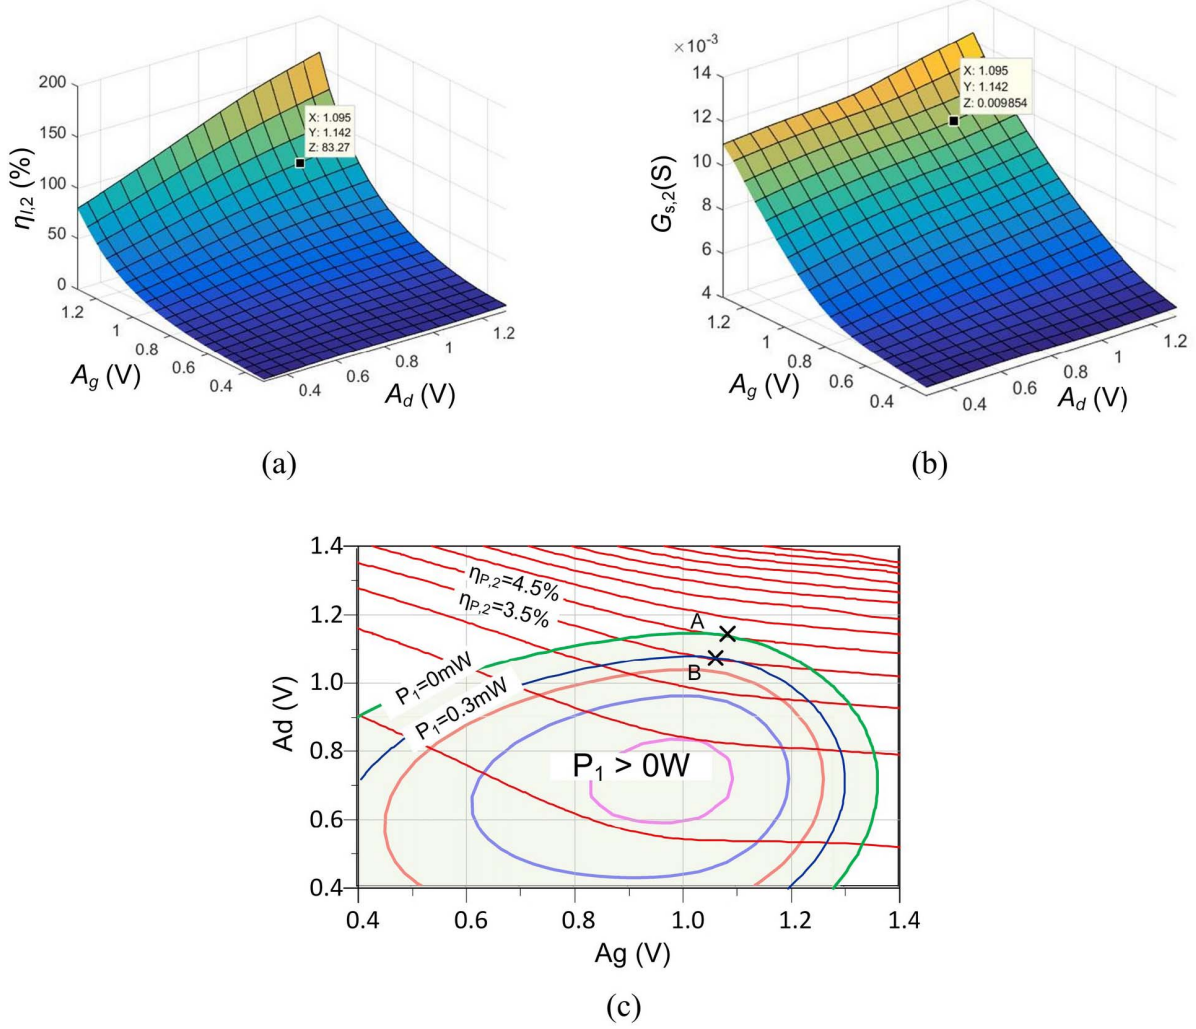 200
150
100
50
0
η_{I,2} (%)
X: 1.095
Y: 1.142
Z: 83.27
1.2
1
0.8
0.6
0.4
A_g (V)
0.4
0.6
0.8
1
1.2
A_d (V)
(a)
×10^{-3}
14
12
10
8
6
4
G_{s,2}(S)
X: 1.095
Y: 1.142
Z: 0.009854
1.2
1
0.8
0.6
0.4
A_g (V)
0.4
0.6
0.8
1
1.2
A_d (V)
(b)
1.4
1.2
1.0
0.8
0.6
0.4
Ad (V)
η_{P,2}=4.5%
η_{P,2}=3.5%
A
B
P₁=0mW
P₁=0.3mW
P₁ > 0W
0.4
0.6
0.8
1.0
1.2
1.4
Ag (V)
(c)